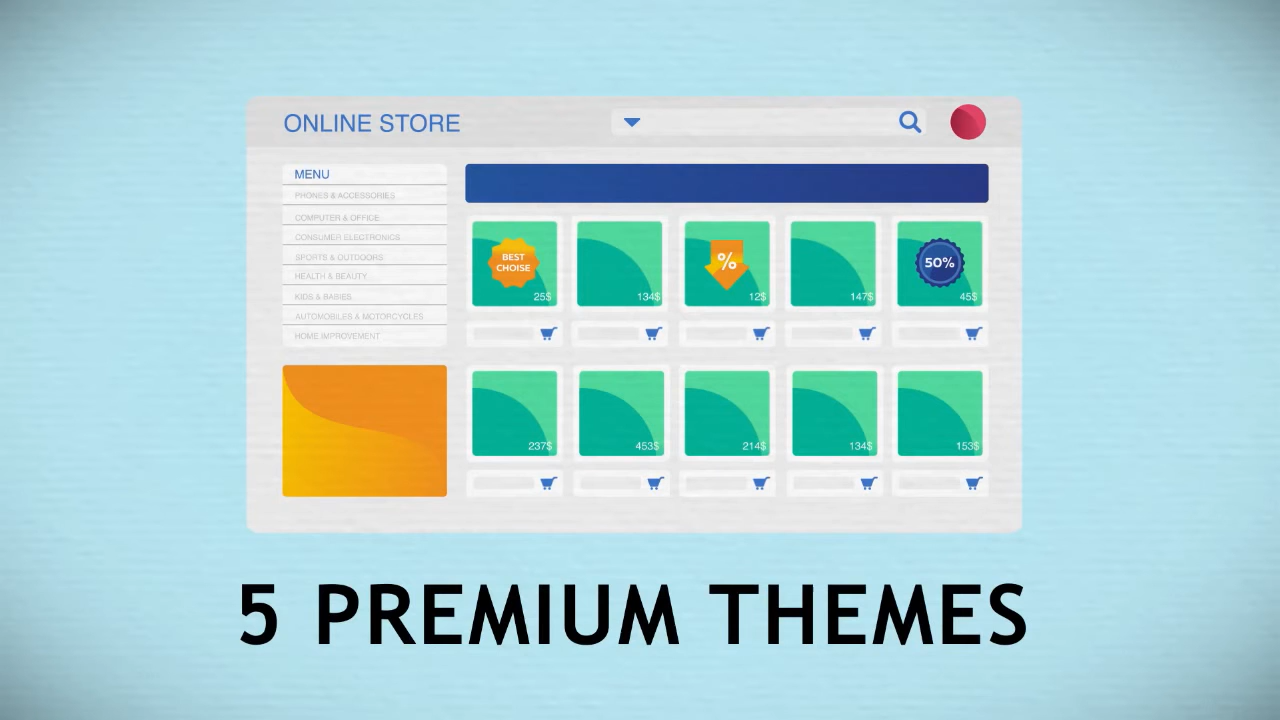 ONLINE STORE
MENU
PHONES & ACCESSORIES
COMPUTER & OFFICE
CONSUMER ELECTRONICS
SPORTS & OUTDOORS
HEALTH & BEAUTY
KIDS & BABIES
AUTOMOBILES & MOTORCYCLES
HOME IMPROVEMENT
BEST
CHOISE
%
50%
25$
134$
12$
147$
45$
237$
453$
214$
134$
153$
5 PREMIUM THEMES